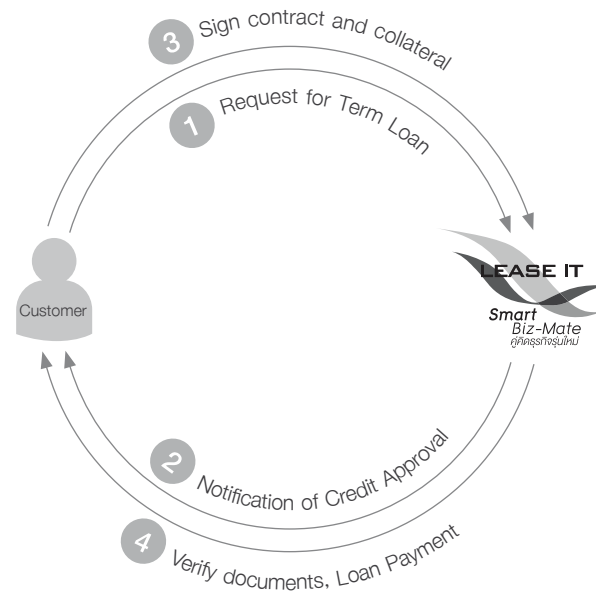 3 Sign contract and collateral
1 Request for Term Loan
Customer
LEASE IT
Smart
Biz-Mate
คู่คิดธุรกิจรุ่นใหม่
2 Notification of Credit Approval
4 Verify documents, Loan Payment